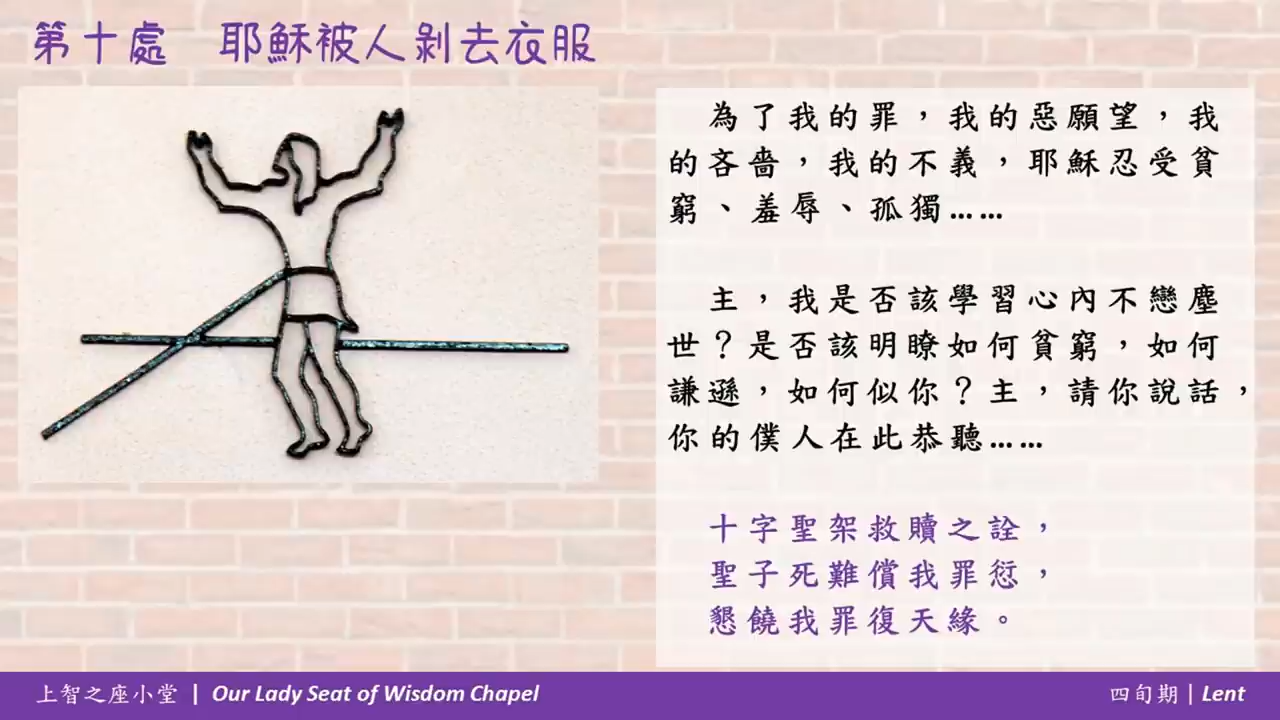 第十處　耶穌被人剝去衣服
為了我的罪，我的惡願望，我
的吝嗇，我的不義，耶穌忍受貧
窮、羞辱、孤獨……
主，我是否該學習心內不戀塵
世？是否該明瞭如何貧窮，如何
謙遜，如何似你？主，請你說話，
你的僕人在此恭聽……
十字聖架救贖之詮，
聖子死難償我罪愆，
懇饒我罪復天緣。
上智之座小堂 | Our Lady Seat of Wisdom Chapel
四旬期 | Lent